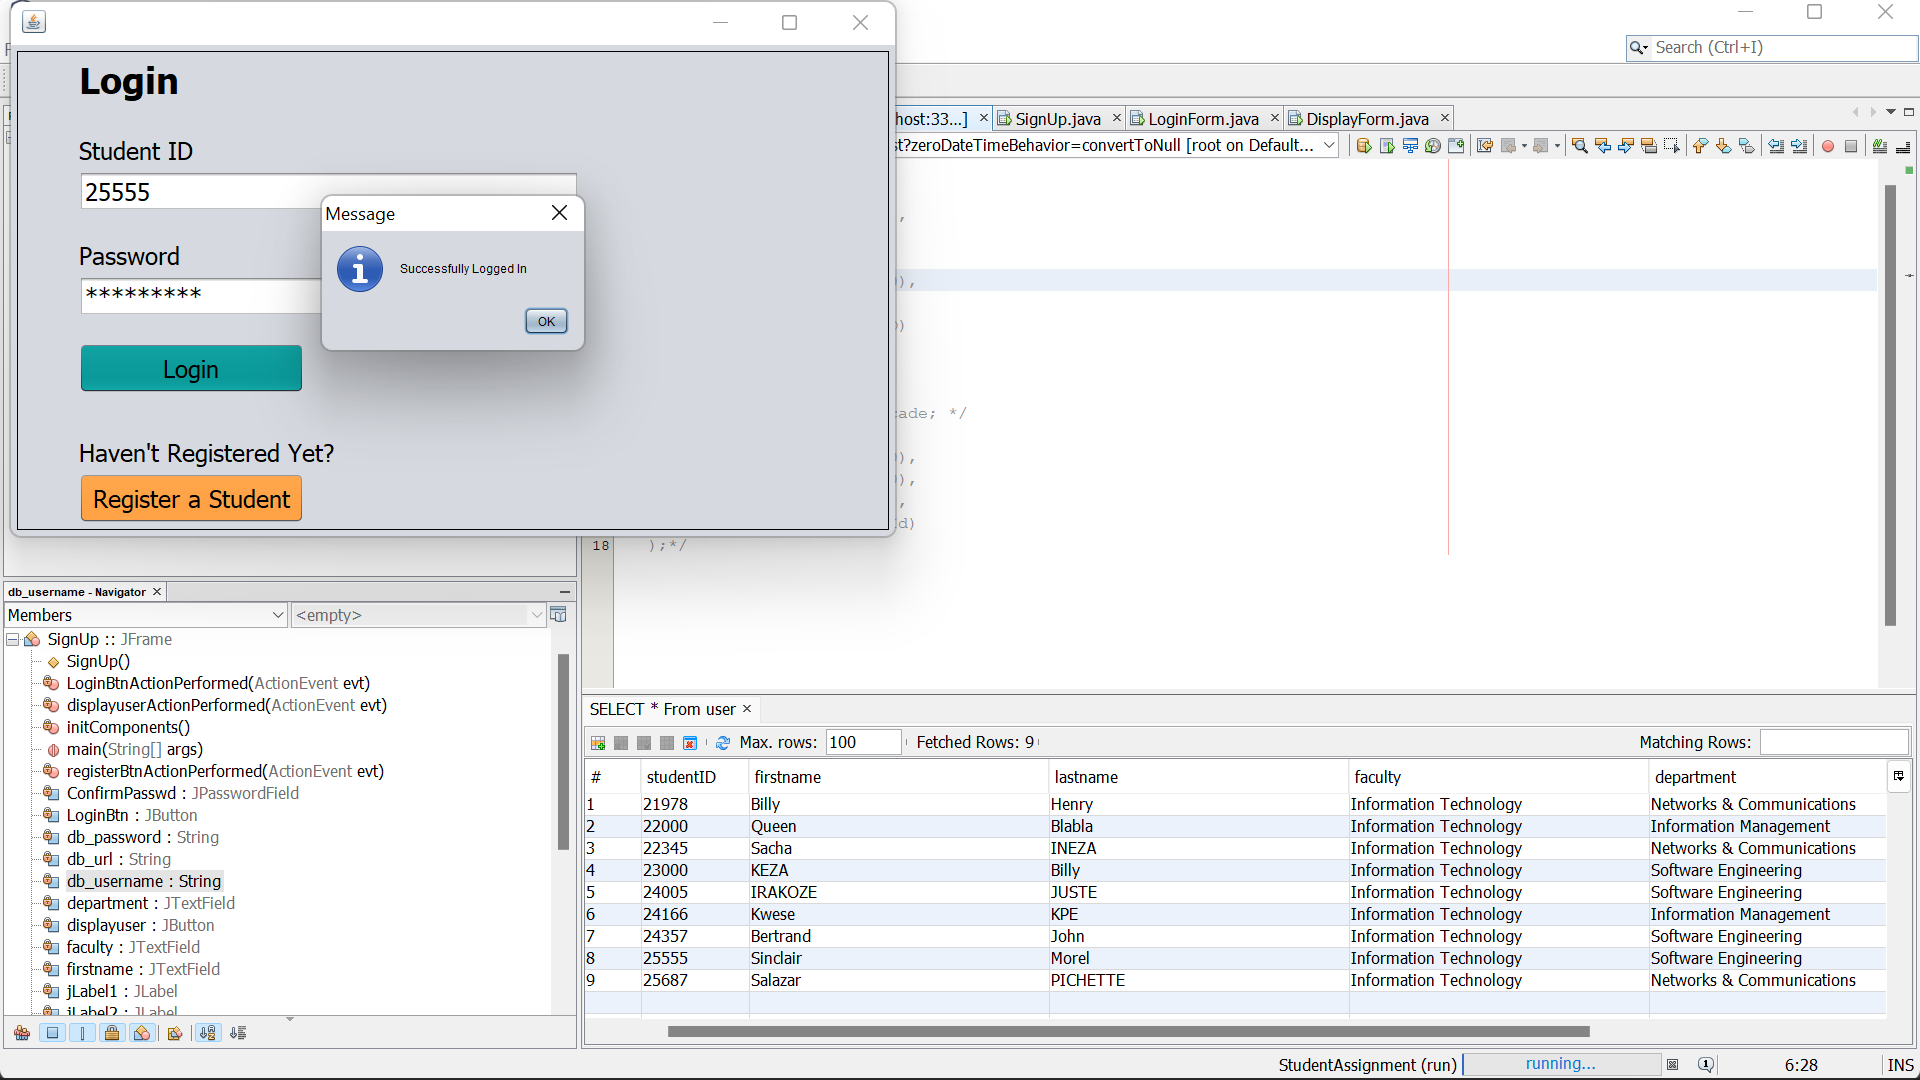 Search (Ctrl+I)
Login
Student ID
25555
Password
*********
Login
Haven't Registered Yet?
Register a Student
Message
Successfully Logged In
OK
host:33...]
SignUp.java
LoginForm.java
DisplayForm.java
st?zeroDateTimeBehavior=convertToNull [root on Default...
),
)
cade; */
),
),
,
d)
18 );*/
db_username - Navigator
Members
<empty>
SignUp :: JFrame
SignUp()
LoginBtnActionPerformed(ActionEvent evt)
displayuserActionPerformed(ActionEvent evt)
initComponents()
main(String[] args)
registerBtnActionPerformed(ActionEvent evt)
ConfirmPasswd : JPasswordField
LoginBtn : JButton
db_password : String
db_url : String
db_username : String
department : JTextField
displayuser : JButton
faculty : JTextField
firstname : JTextField
jLabel1 : JLabel
jLabel2 : JLabel
SELECT * From user
Max. rows: 100 Fetched Rows: 9 Matching Rows:
# studentID firstname lastname faculty department
1 21978 Billy Henry Information Technology Networks & Communications
2 22000 Queen Blabla Information Technology Information Management
3 22345 Sacha INEZA Information Technology Networks & Communications
4 23000 KEZA Billy Information Technology Software Engineering
5 24005 IRAKOZE JUSTE Information Technology Software Engineering
6 24166 Kwese KPE Information Technology Information Management
7 24357 Bertrand John Information Technology Software Engineering
8 25555 Sinclair Morel Information Technology Software Engineering
9 25687 Salazar PICHETTE Information Technology Networks & Communications
StudentAssignment (run) running... 6:28 INS